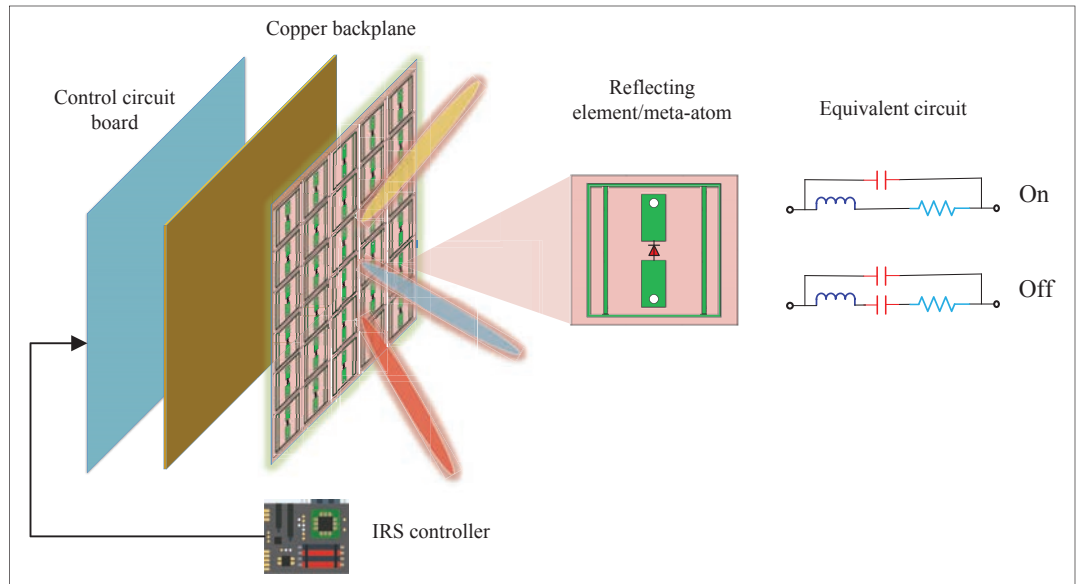 Copper backplane
Control circuit
board
Reflecting
element/meta-atom
Equivalent circuit
On
Off
IRS controller